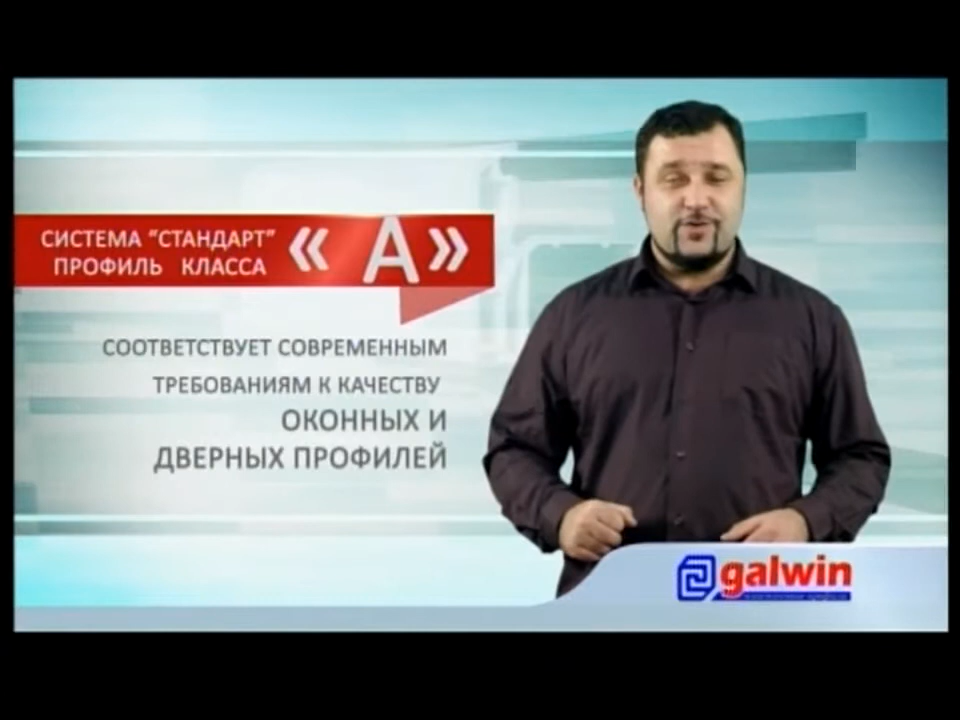 СИСТЕМА “СТАНДАРТ”
ПРОФИЛЬ КЛАССА
« А »
СООТВЕТСТВУЕТ СОВРЕМЕННЫМ
ТРЕБОВАНИЯМ К КАЧЕСТВУ
ОКОННЫХ И
ДВЕРНЫХ ПРОФИЛЕЙ
galwin